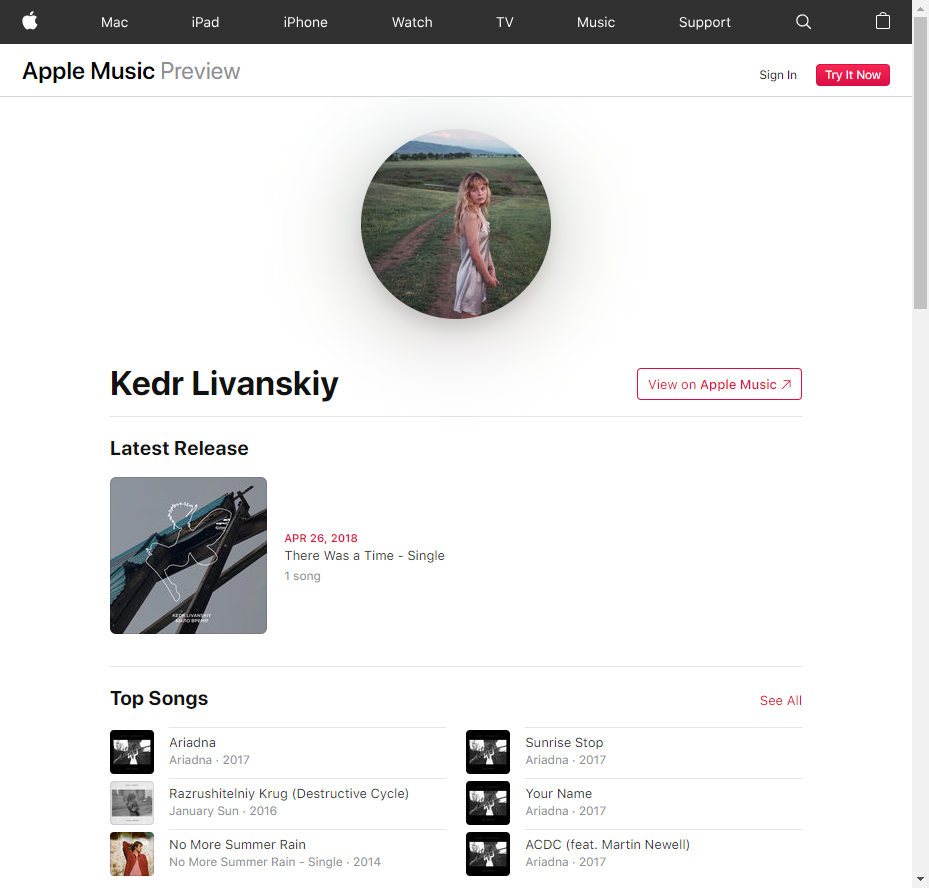 Mac iPad iPhone Watch TV Music Support
Apple Music Preview
Sign In
Try It Now
Kedr Livanskiy
View on Apple Music
Latest Release
KEDR LIVANSKIY
БЫЛО ВРЕМЯ
APR 26, 2018
There Was a Time - Single
1 song
Top Songs
See All
Ariadna
Ariadna · 2017
Sunrise Stop
Ariadna · 2017
Razrushitelniy Krug (Destructive Cycle)
January Sun · 2016
Your Name
Ariadna · 2017
No More Summer Rain
No More Summer Rain - Single · 2014
ACDC (feat. Martin Newell)
Ariadna · 2017